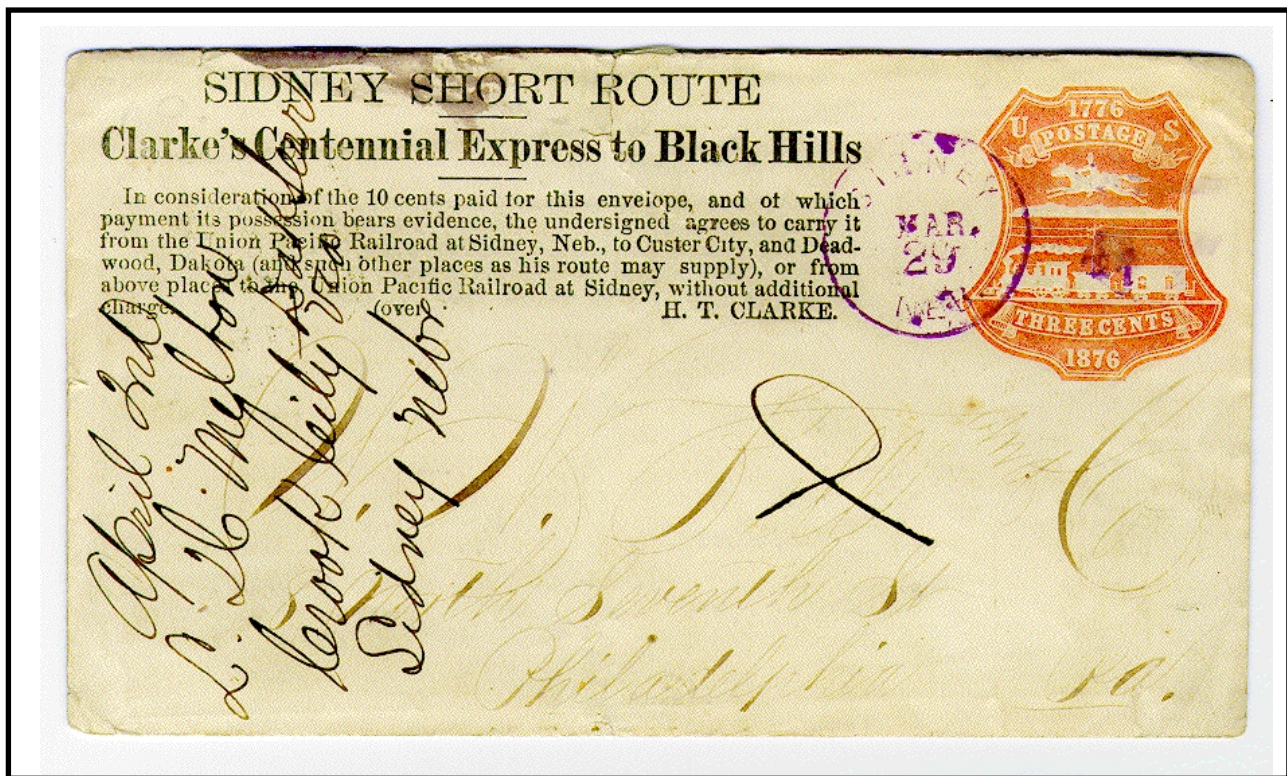 SIDNEY SHORT ROUTE
Clarke's Centennial Express to Black Hills
In consideration of the 10 cents paid for this envelope, and of which
payment its possession bears evidence, the undersigned agrees to carry it
from the Union Pacific Railroad at Sidney, Neb., to Custer City, and Dead-
wood, Dakota (and such other places as his route may supply), or from
above places to the Union Pacific Railroad at Sidney, without additional
charge. (over) H. T. CLARKE.
SIDNEY
MAR.
29
NEB.
1776
U S
POSTAGE
THREE CENTS
1876
April 3rd
L. H.
Crook City
Sidney Nebr
Seventh St
Philadelphia Pa.